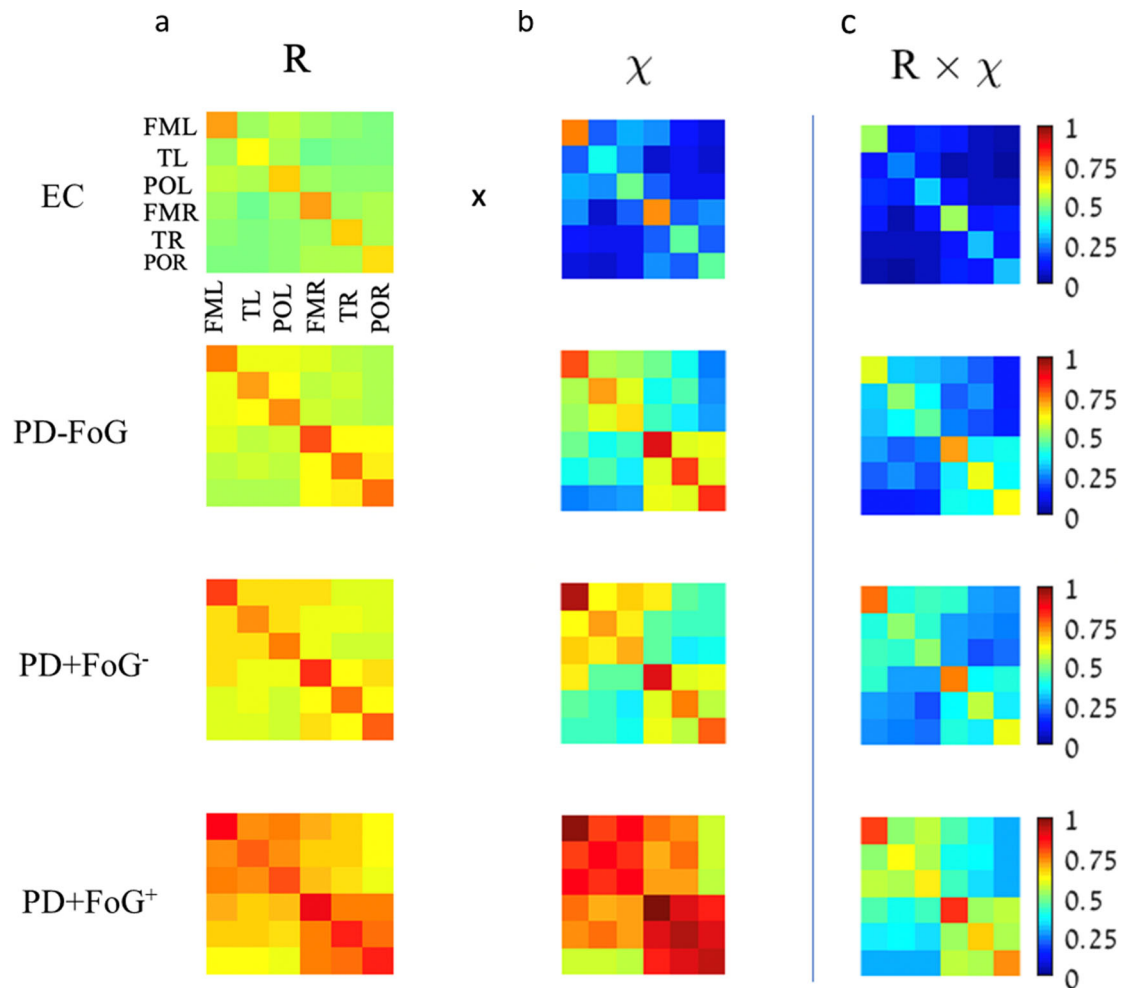 a b c
R χ R × χ
EC
FML
TL
POL
FMR
TR
POR
x
1
0.75
0.5
0.25
0
FML TL POL FMR TR POR
PD-FoG
1
0.75
0.5
0.25
0
PD+FoG⁻
1
0.75
0.5
0.25
0
PD+FoG⁺
1
0.75
0.5
0.25
0